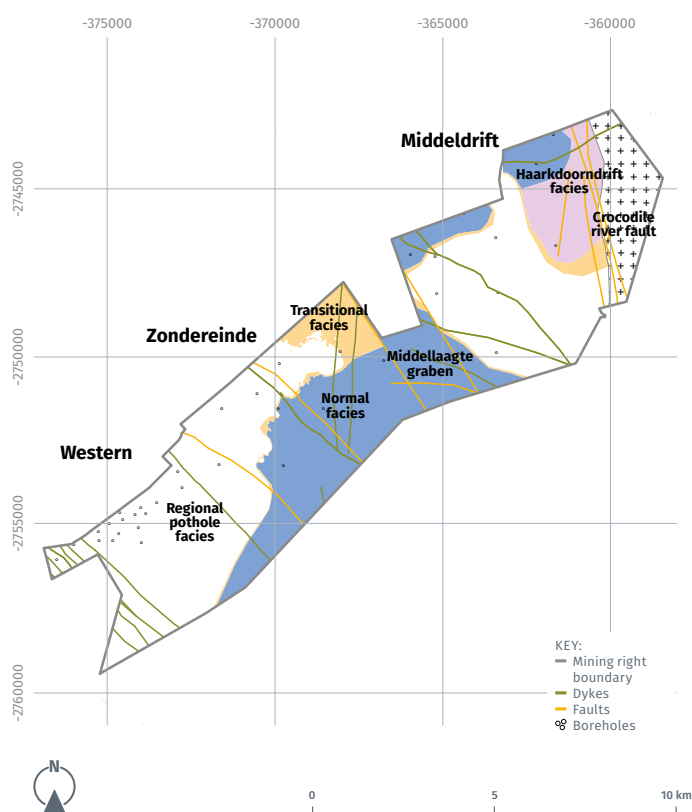 -375000
-370000
-365000
-360000
Middeldrift
-2745000
Haarkdoorndrift
facies
Crocodile
river fault
Transitional
facies
Zondereinde
-2750000
Middellaagte
graben
Normal
facies
Western
Regional
pothole
facies
-2755000
KEY:
Mining right
boundary
Dykes
Faults
Boreholes
-2760000
N
0
5
10 km